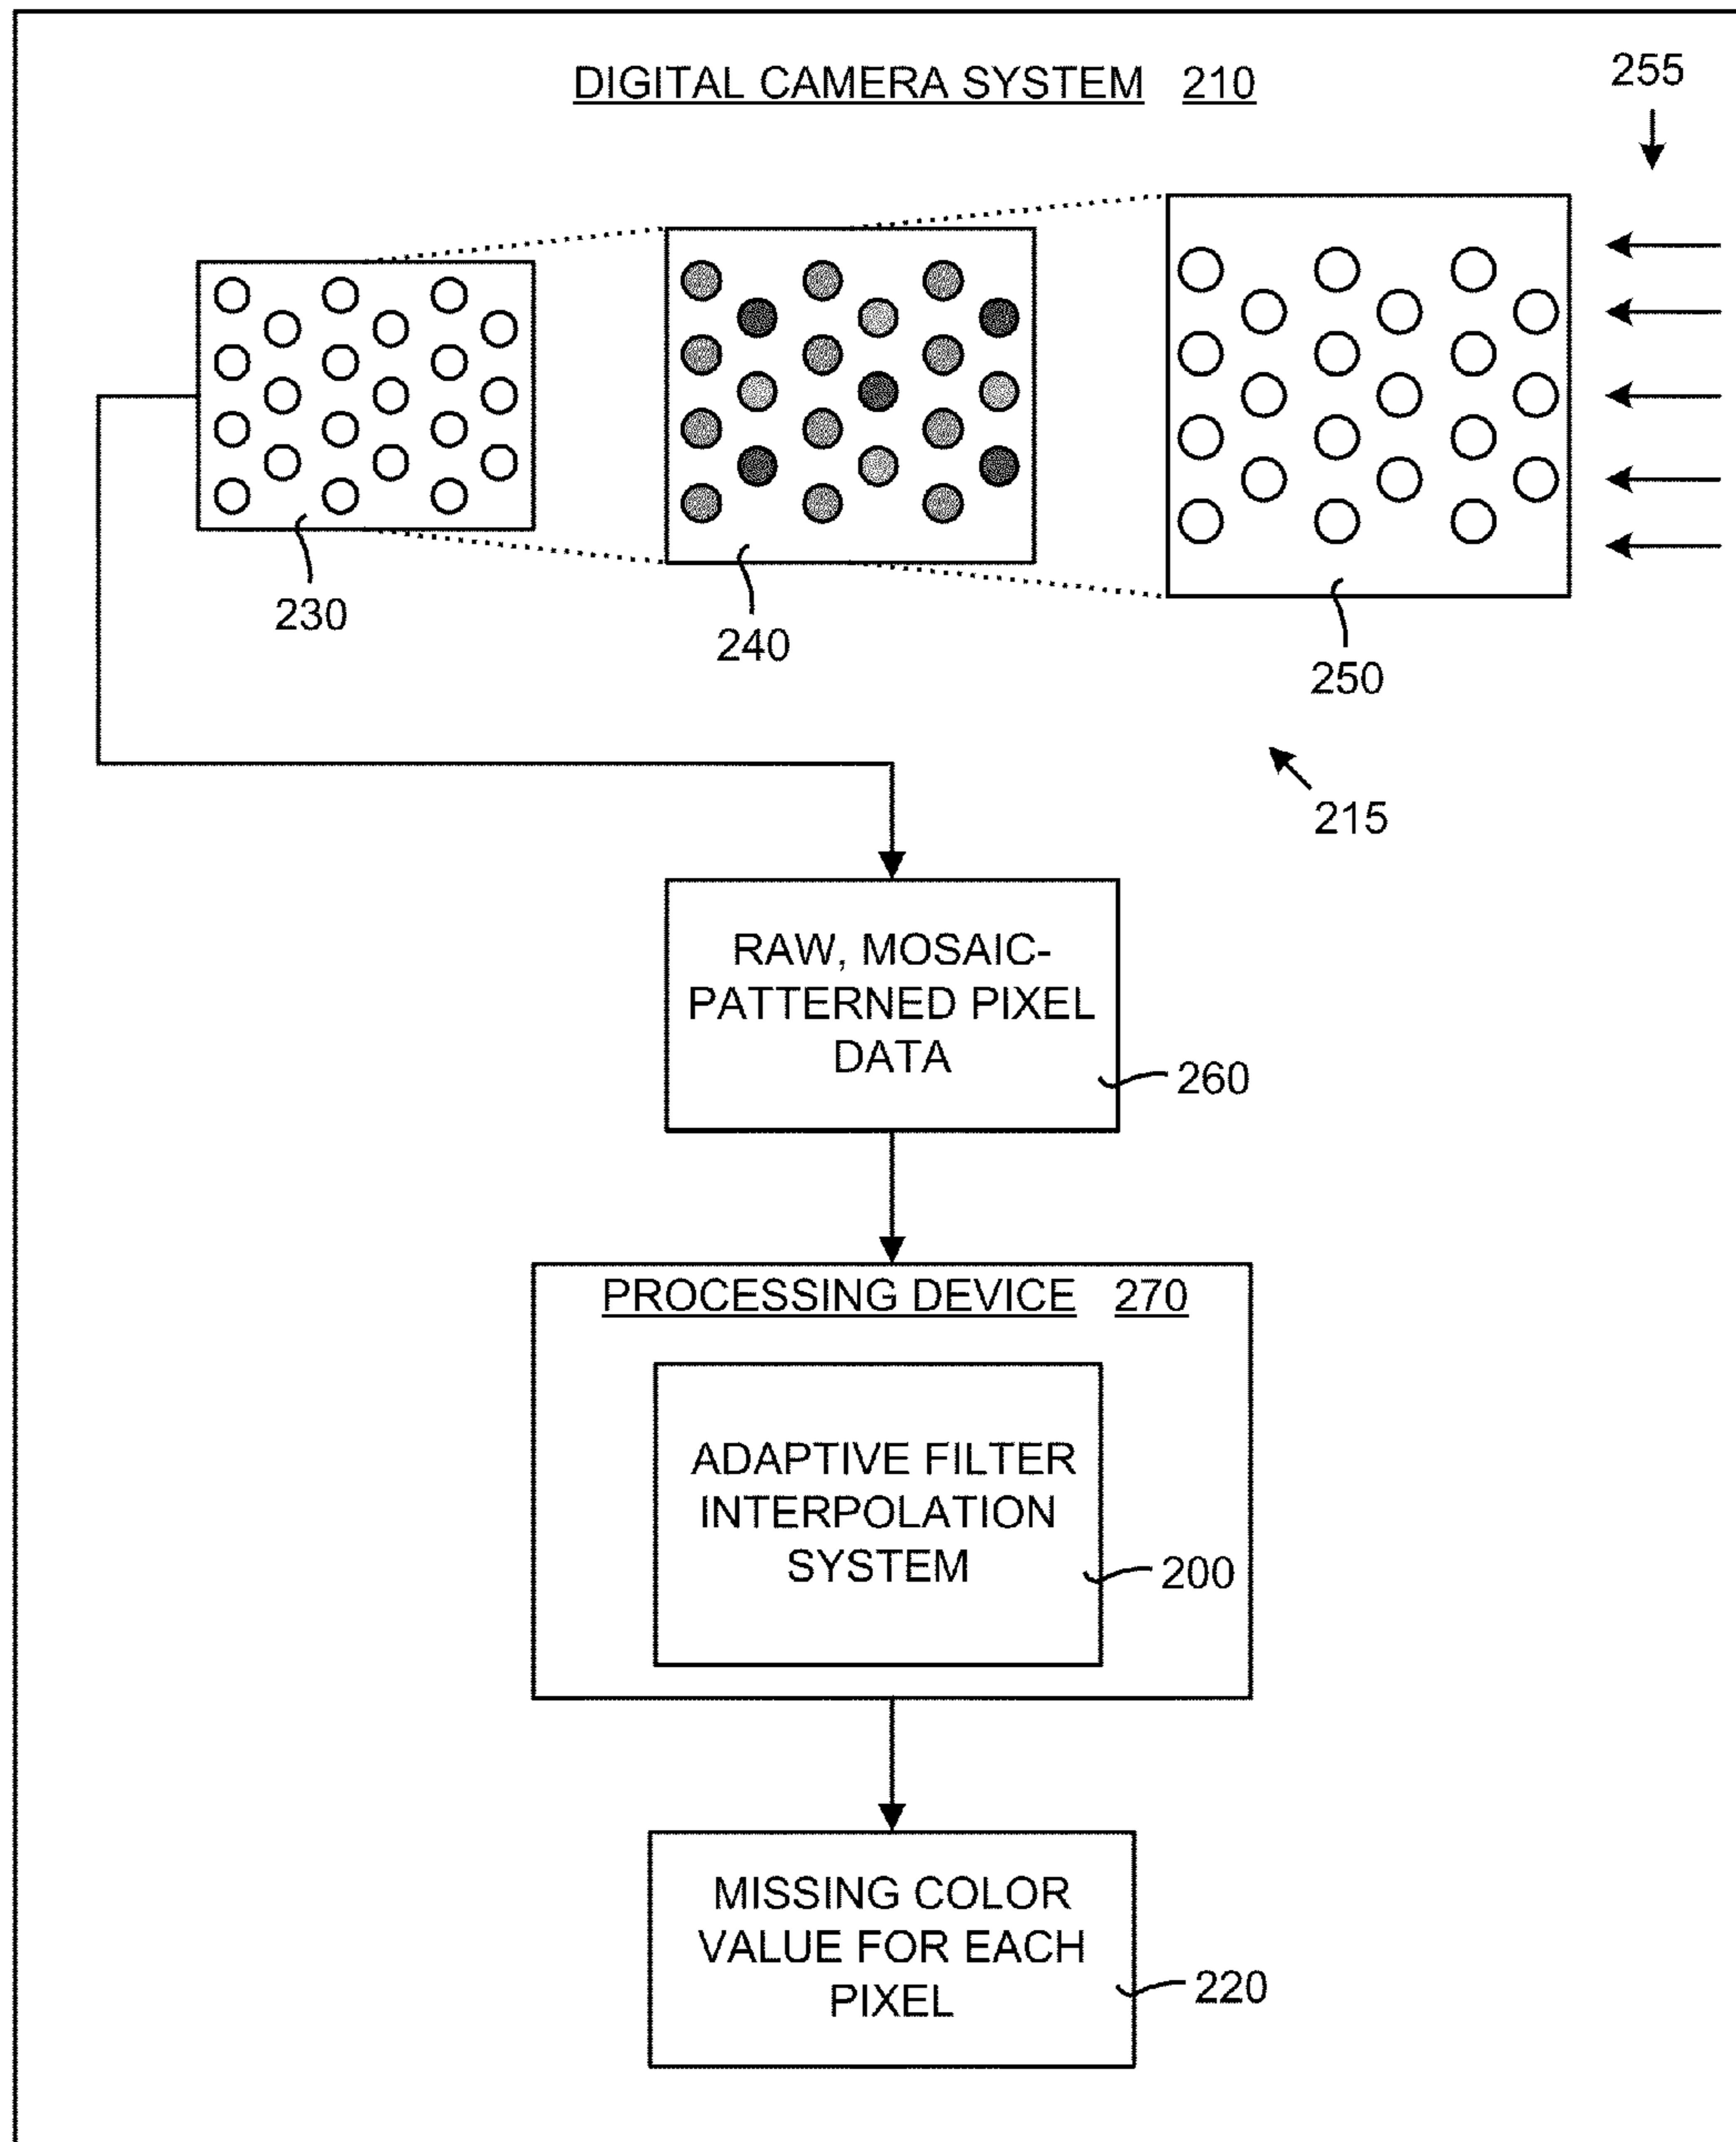 DIGITAL CAMERA SYSTEM 210
255
230
240
250
215
RAW, MOSAIC-
PATTERNED PIXEL
DATA
260
PROCESSING DEVICE 270
ADAPTIVE FILTER
INTERPOLATION
SYSTEM
200
MISSING COLOR
VALUE FOR EACH
PIXEL
220